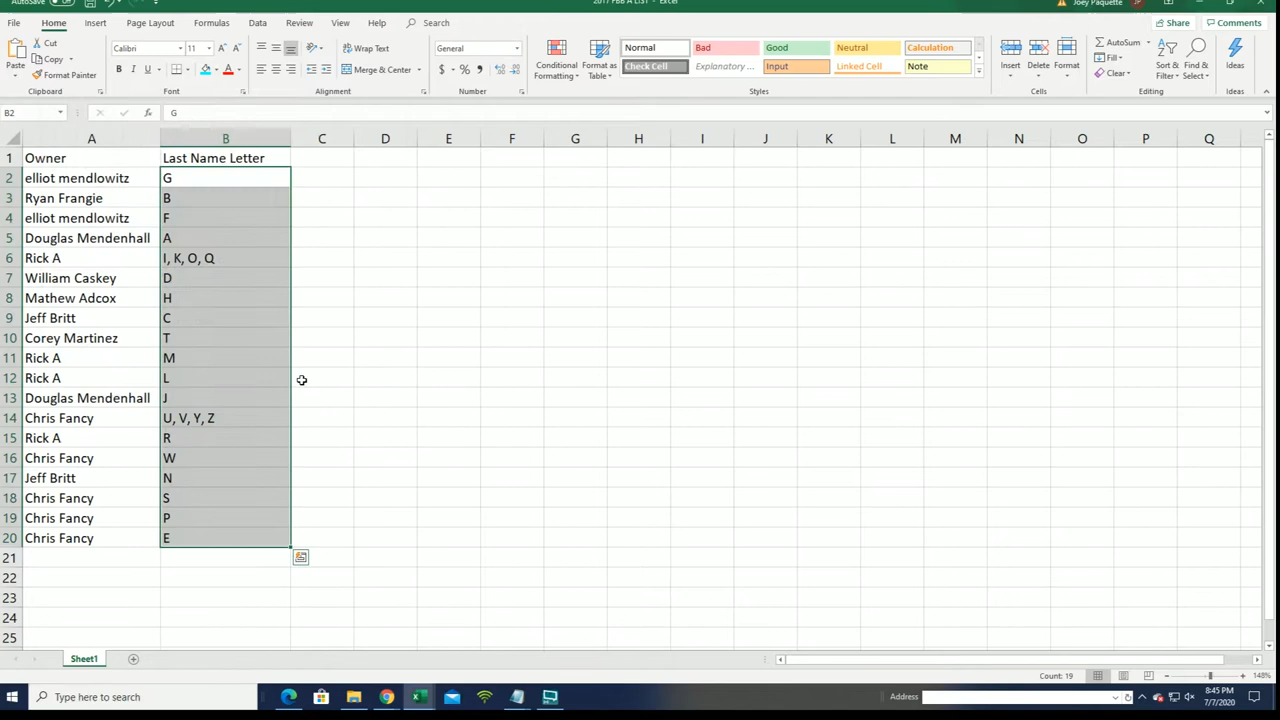 AutoSave
2017 FBB A LIST - Excel
Joey Paquette
JP
File Home Insert Page Layout Formulas Data Review View Help Search
Share Comments
Paste
Cut
Copy
Format Painter
Clipboard
Calibri 11
B I U
Font
Wrap Text
Merge & Center
Alignment
General
$ % ,
Number
Conditional Formatting
Format as Table
Normal Bad Good Neutral Calculation
Check Cell Explanatory ... Input Linked Cell Note
Styles
Insert Delete Format
Cells
AutoSum
Fill
Clear
Sort & Filter
Find & Select
Editing
Ideas
Ideas
B2 fx G
A B C D E F G H I J K L M N O P Q
1 Owner Last Name Letter
2 elliot mendlowitz G
3 Ryan Frangie B
4 elliot mendlowitz F
5 Douglas Mendenhall A
6 Rick A I, K, O, Q
7 William Caskey D
8 Mathew Adcox H
9 Jeff Britt C
10 Corey Martinez T
11 Rick A M
12 Rick A L
13 Douglas Mendenhall J
14 Chris Fancy U, V, Y, Z
15 Rick A R
16 Chris Fancy W
17 Jeff Britt N
18 Chris Fancy S
19 Chris Fancy P
20 Chris Fancy E
21
22
23
24
25
Sheet1
Count: 19 148%
Type here to search
Address
8:45 PM
7/7/2020